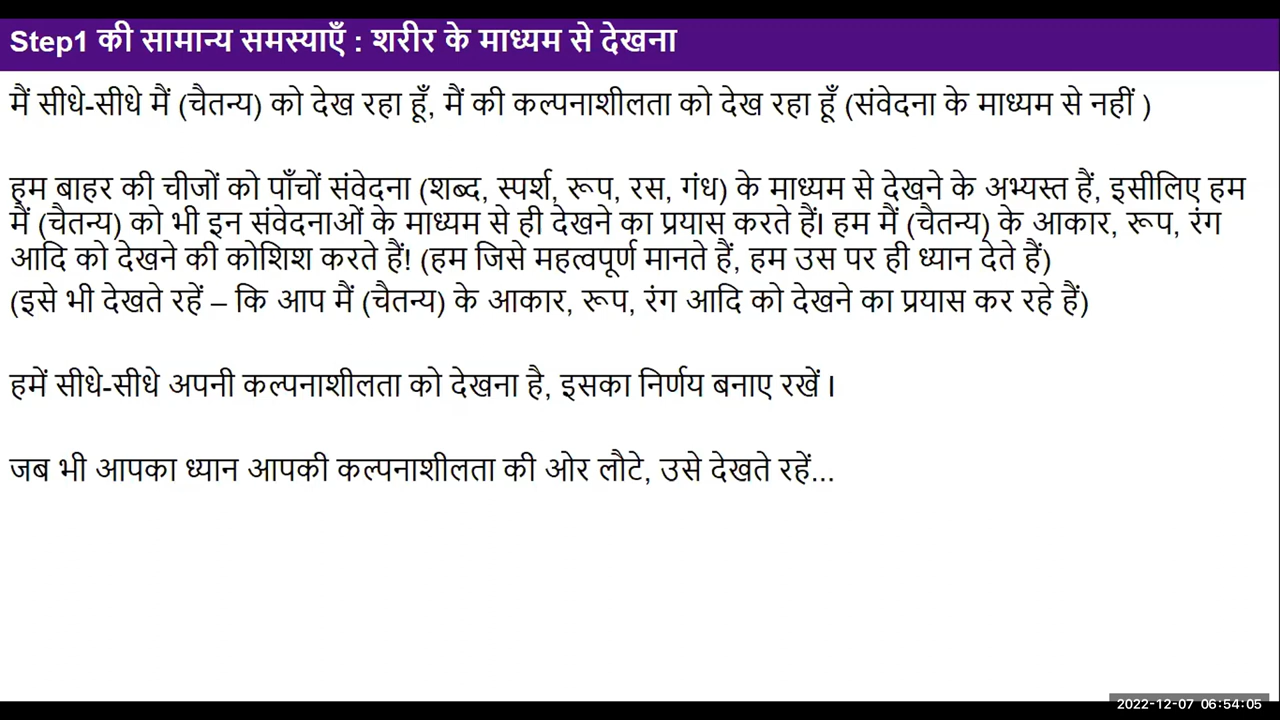 Step1 की सामान्य समस्याएँ : शरीर के माध्यम से देखना
मैं सीधे-सीधे मैं (चैतन्य) को देख रहा हूँ, मैं की कल्पनाशीलता को देख रहा हूँ (संवेदना के माध्यम से नहीं )
हम बाहर की चीजों को पाँचों संवेदना (शब्द, स्पर्श, रूप, रस, गंध) के माध्यम से देखने के अभ्यस्त हैं, इसीलिए हम
मैं (चैतन्य) को भी इन संवेदनाओं के माध्यम से ही देखने का प्रयास करते हैं। हम मैं (चैतन्य) के आकार, रूप, रंग
आदि को देखने की कोशिश करते हैं! (हम जिसे महत्वपूर्ण मानते हैं, हम उस पर ही ध्यान देते हैं)
(इसे भी देखते रहें – कि आप मैं (चैतन्य) के आकार, रूप, रंग आदि को देखने का प्रयास कर रहे हैं)
हमें सीधे-सीधे अपनी कल्पनाशीलता को देखना है, इसका निर्णय बनाए रखें ।
जब भी आपका ध्यान आपकी कल्पनाशीलता की ओर लौटे, उसे देखते रहें...
2022-12-07 06:54:05